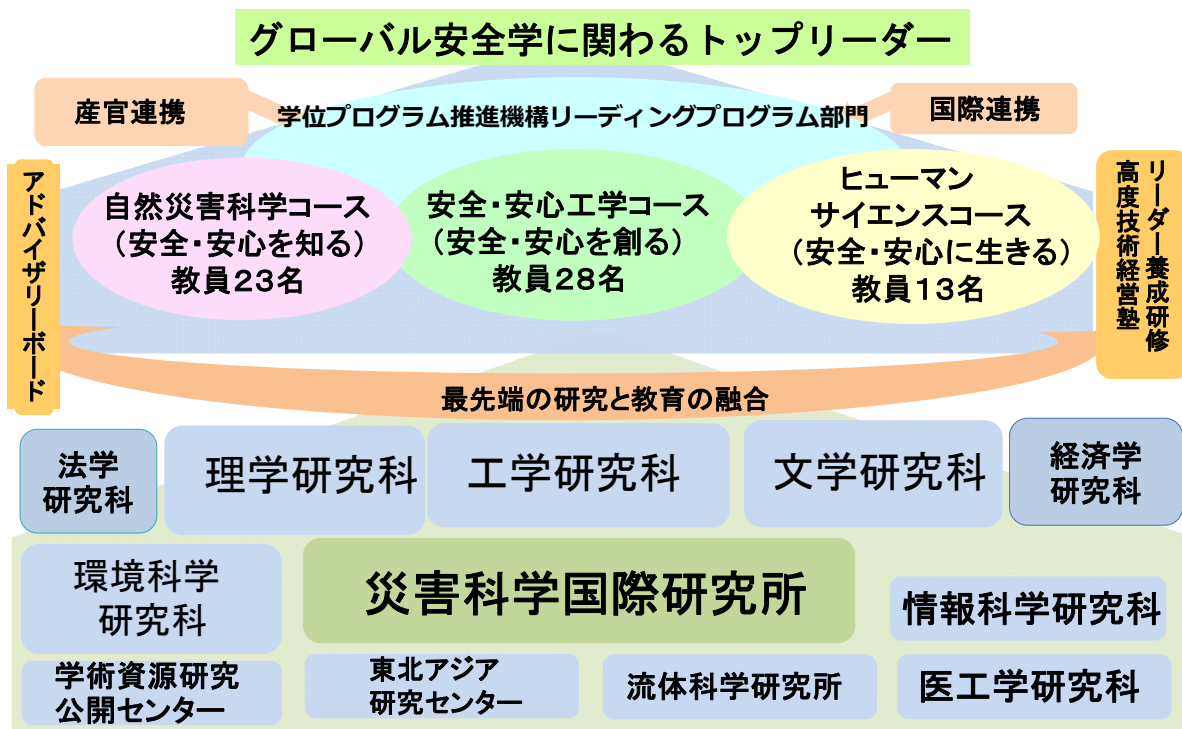 グローバル安全学に関わるトップリーダー
産官連携
学位プログラム推進機構リーディングプログラム部門
国際連携
アドバイザリーボード
自然災害科学コース
（安全・安心を知る）
教員２３名
安全・安心工学コース
（安全・安心を創る）
教員２８名
ヒューマン
サイエンスコース
（安全・安心に生きる）
教員１３名
リーダー養成研修
高度技術経営塾
最先端の研究と教育の融合
法学
研究科
理学研究科
工学研究科
文学研究科
経済学
研究科
環境科学
研究科
災害科学国際研究所
情報科学研究科
学術資源研究
公開センター
東北アジア
研究センター
流体科学研究所
医工学研究科